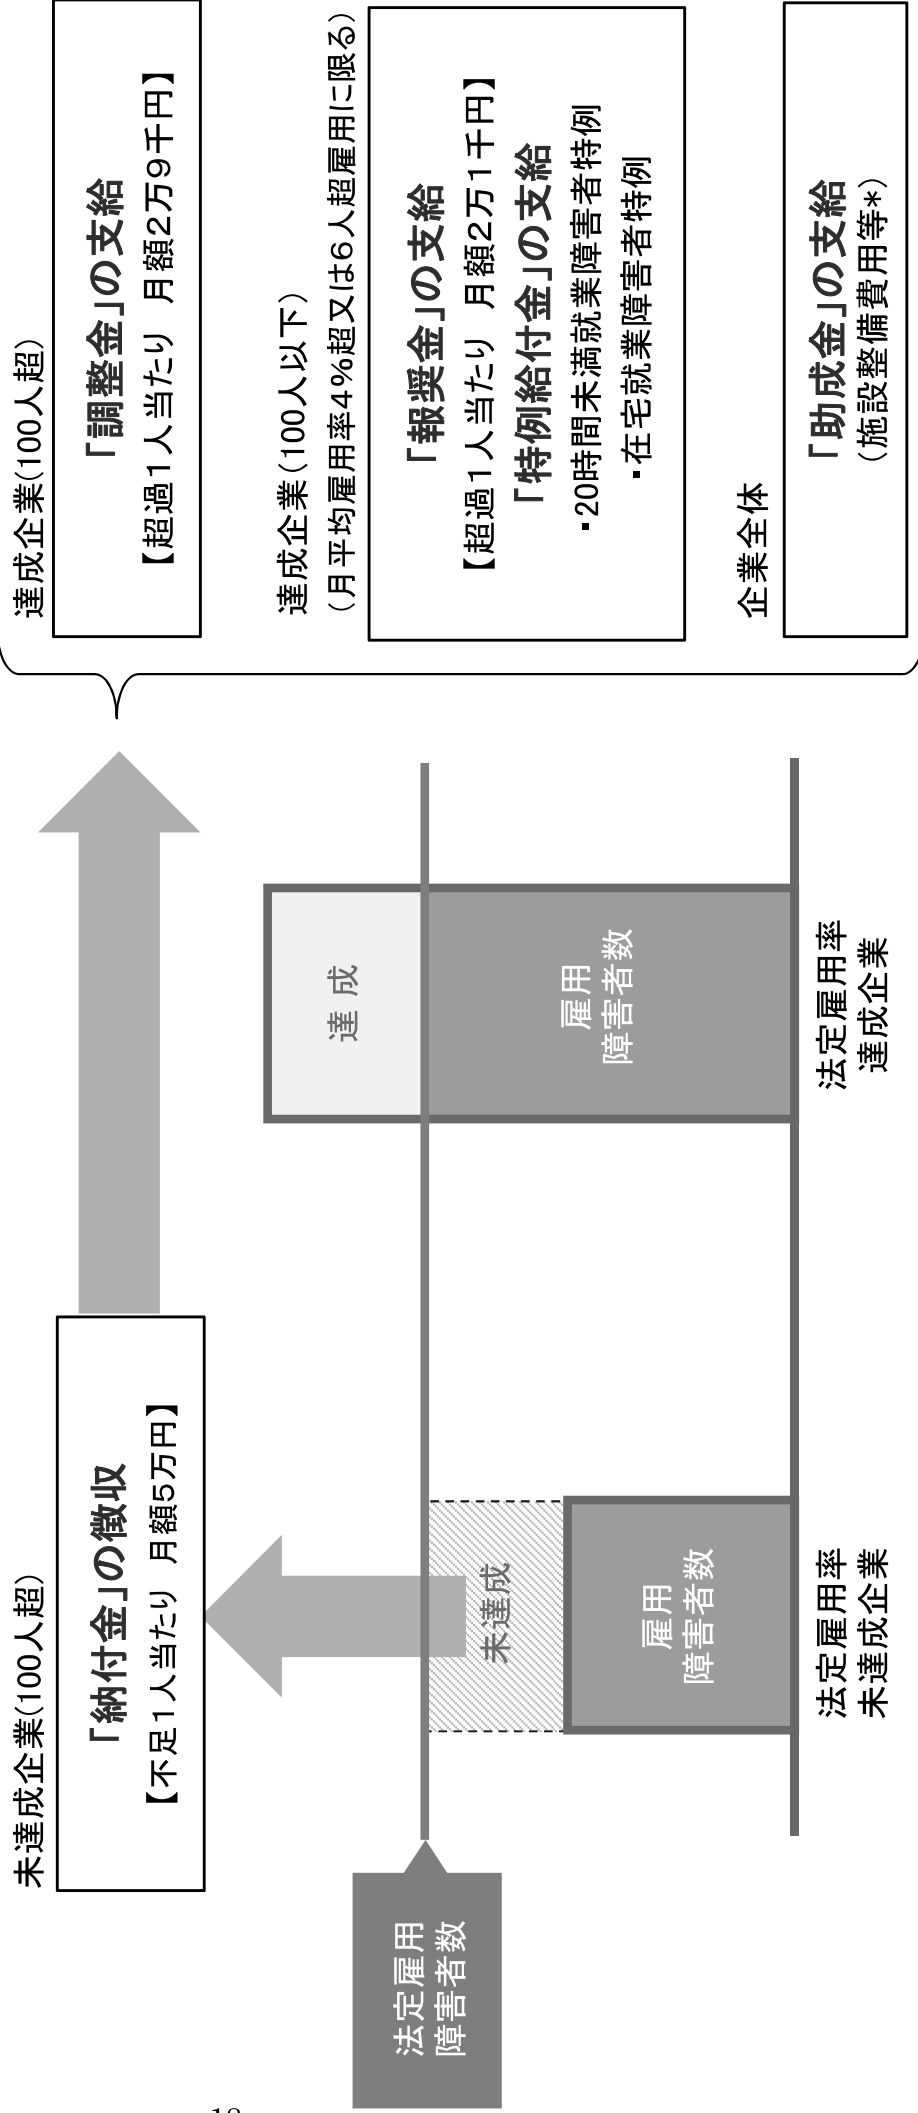 未達成企業(100人超)
「納付金」の徴収
【不足1人当たり 月額5万円】
達成企業(100人超)
「調整金」の支給
【超過1人当たり 月額2万9千円】
達成企業(100人以下)
(月平均雇用率4%超又は6人超雇用に限る)
「報奨金」の支給
【超過1人当たり 月額2万1千円】
「特例給付金」の支給
・20時間未満就業障害者特例
・在宅就業障害者特例
企業全体
「助成金」の支給
(施設整備費用等*)
法定雇用
障害者数
未達成
雇用
障害者数
達 成
雇用
障害者数
法定雇用率
未達成企業
法定雇用率
達成企業